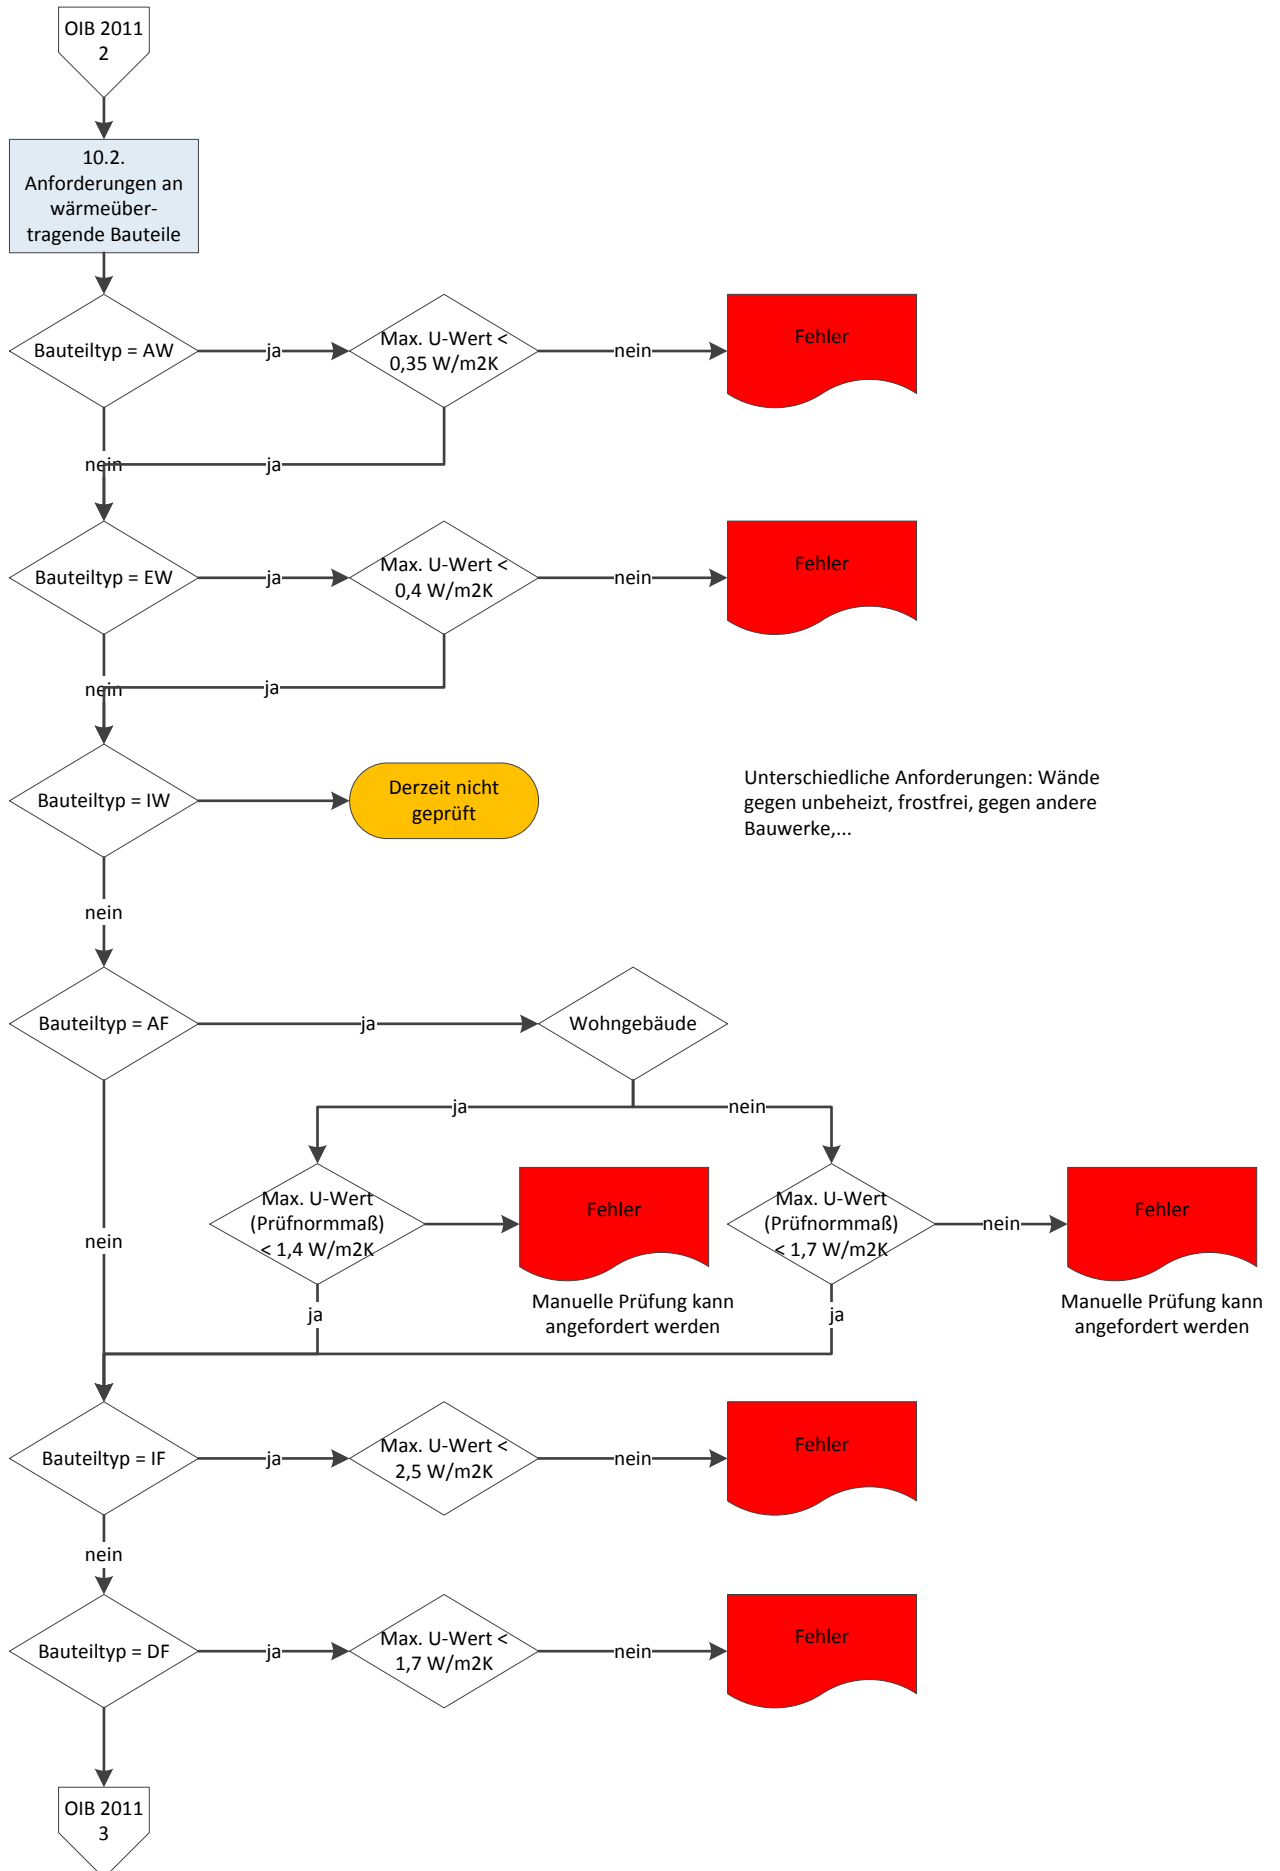 OIB 2011
2
10.2.
Anforderungen an
wärmeüber-
tragende Bauteile
Bauteiltyp = AW
ja
Max. U-Wert <
0,35 W/m2K
nein
Fehler
nein
ja
Bauteiltyp = EW
ja
Max. U-Wert <
0,4 W/m2K
nein
Fehler
nein
ja
Bauteiltyp = IW
Derzeit nicht
geprüft
Unterschiedliche Anforderungen: Wände
gegen unbeheizt, frostfrei, gegen andere
Bauwerke,...
nein
Bauteiltyp = AF
ja
Wohngebäude
ja
nein
Max. U-Wert
(Prüfnormmaß)
< 1,4 W/m2K
Fehler
Max. U-Wert
(Prüfnormmaß)
< 1,7 W/m2K
nein
Fehler
nein
ja
Manuelle Prüfung kann
angefordert werden
ja
Manuelle Prüfung kann
angefordert werden
Bauteiltyp = IF
ja
Max. U-Wert <
2,5 W/m2K
nein
Fehler
nein
Bauteiltyp = DF
ja
Max. U-Wert <
1,7 W/m2K
nein
Fehler
OIB 2011
3